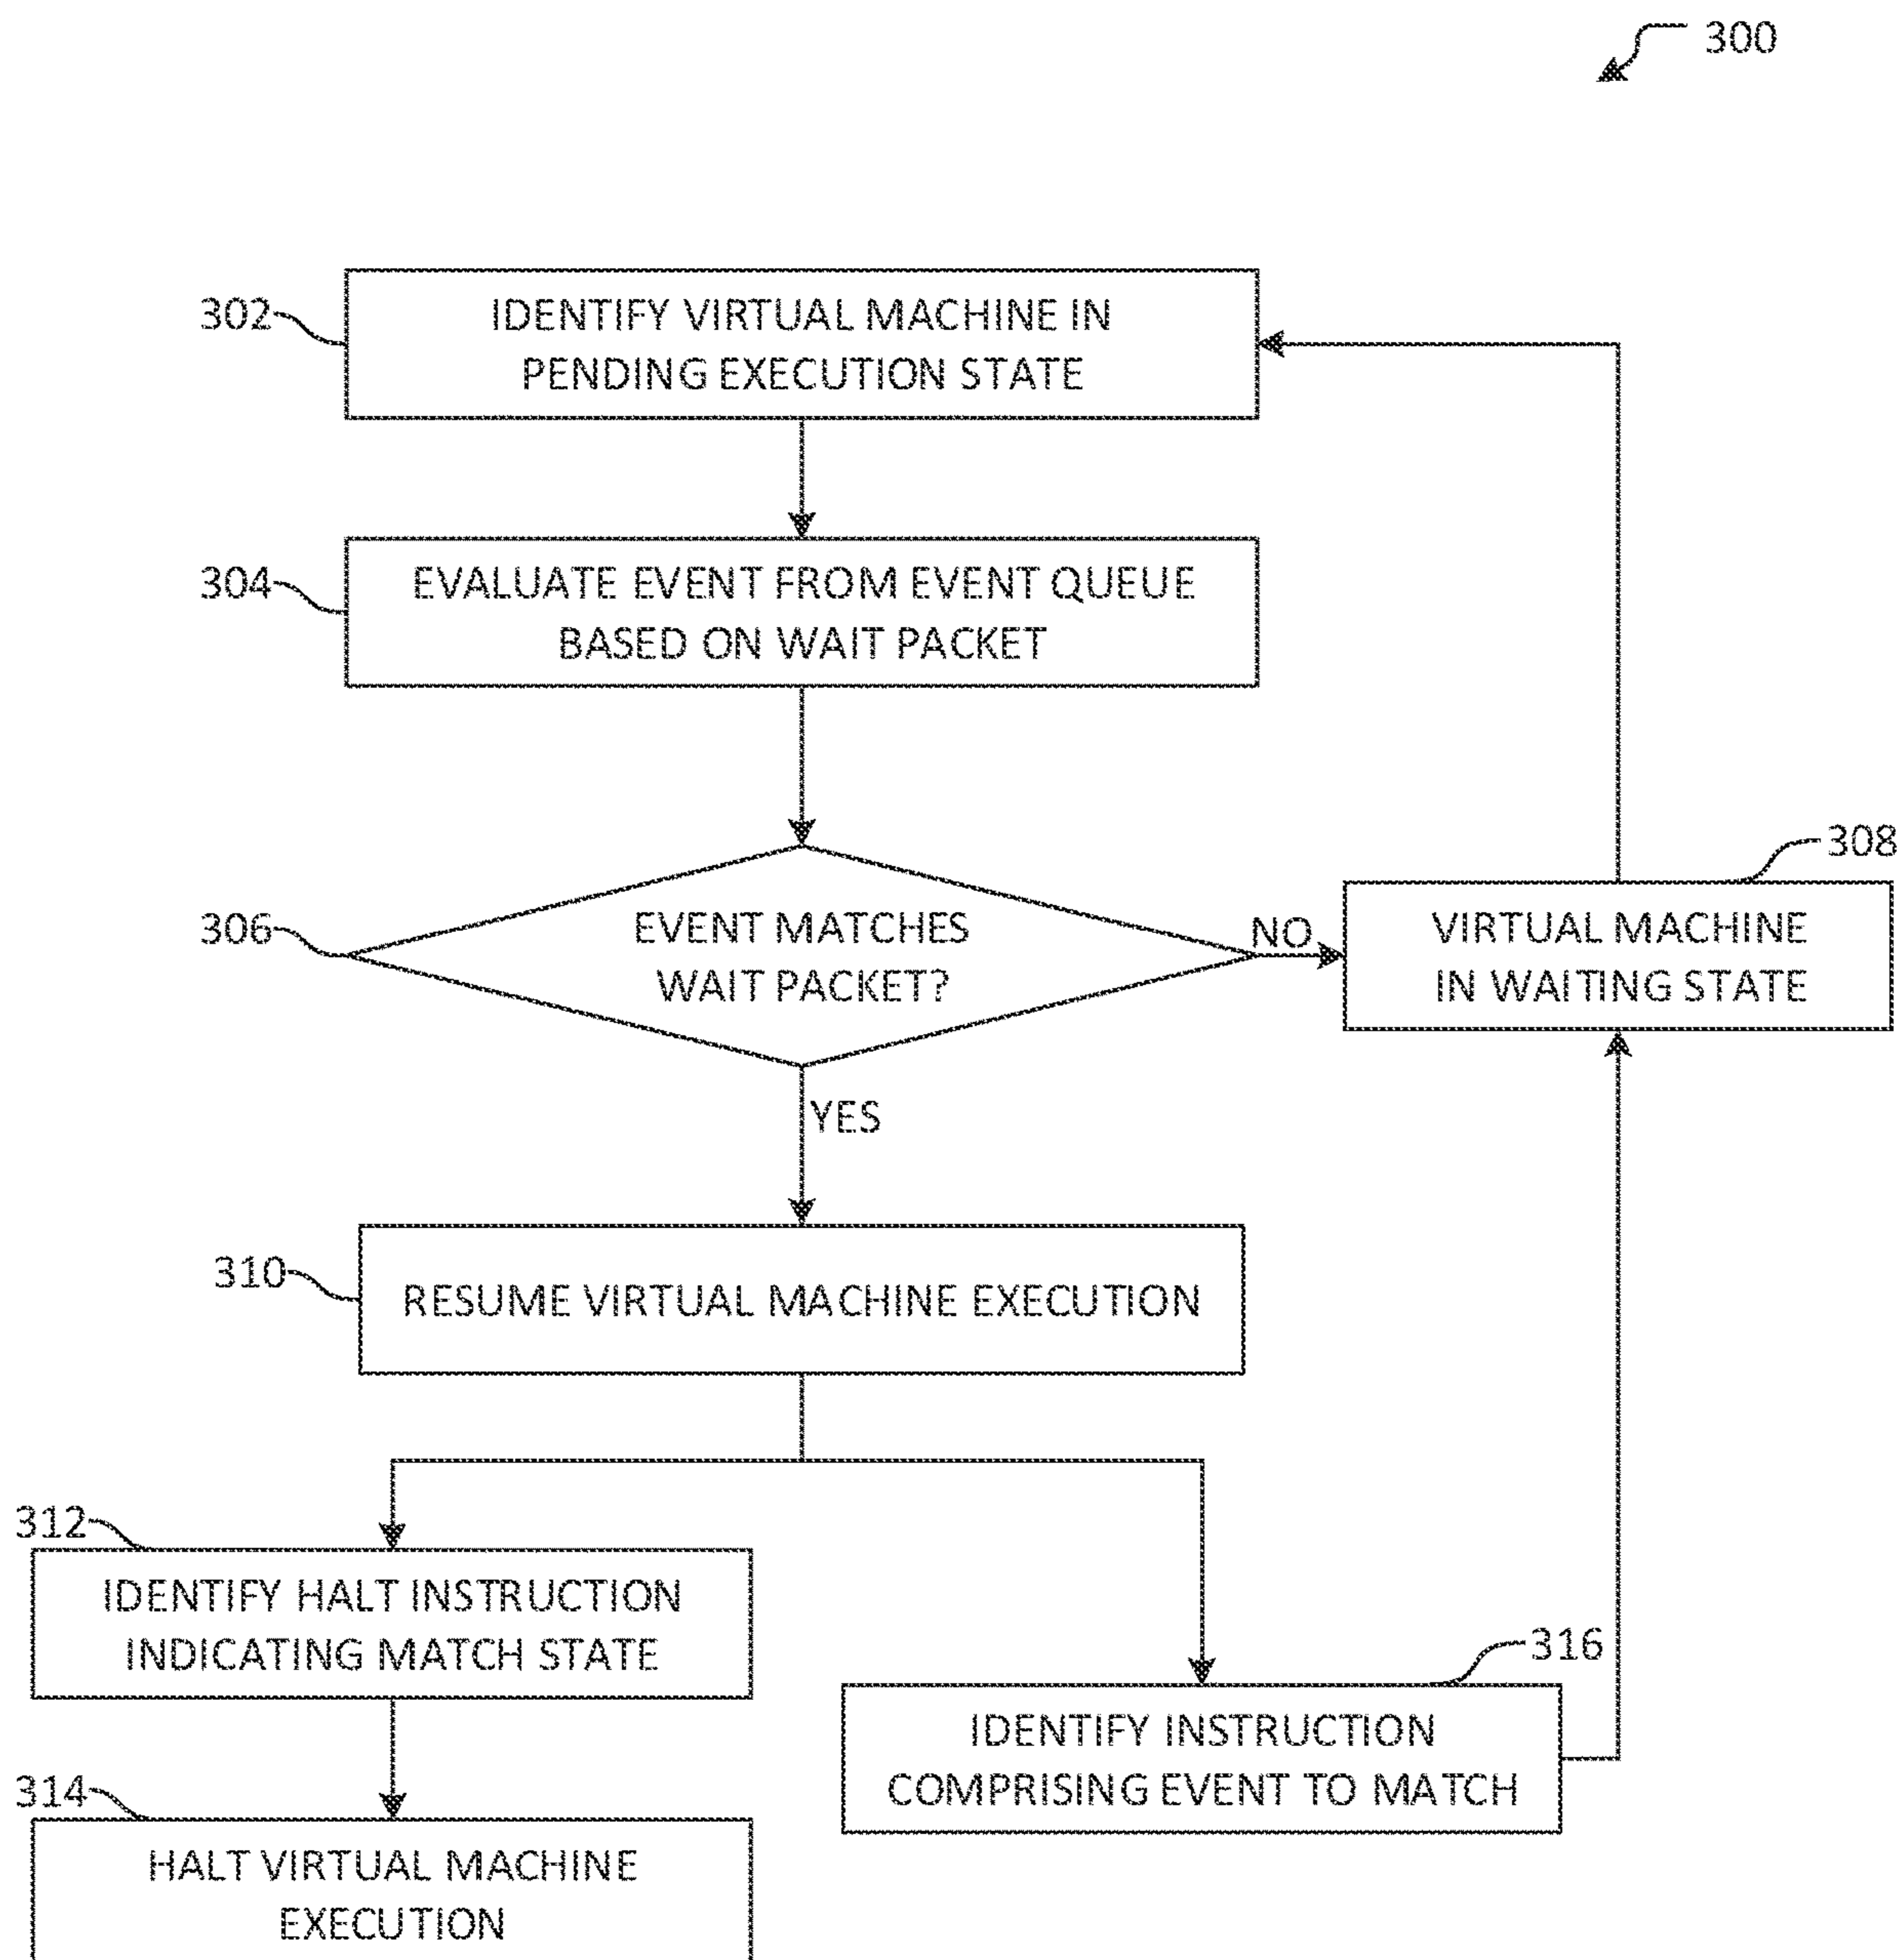 300
302
IDENTIFY VIRTUAL MACHINE IN
PENDING EXECUTION STATE
304
EVALUATE EVENT FROM EVENT QUEUE
BASED ON WAIT PACKET
306
EVENT MATCHES
WAIT PACKET?
NO
308
VIRTUAL MACHINE
IN WAITING STATE
YES
310
RESUME VIRTUAL MACHINE EXECUTION
312
IDENTIFY HALT INSTRUCTION
INDICATING MATCH STATE
316
IDENTIFY INSTRUCTION
COMPRISING EVENT TO MATCH
314
HALT VIRTUAL MACHINE
EXECUTION